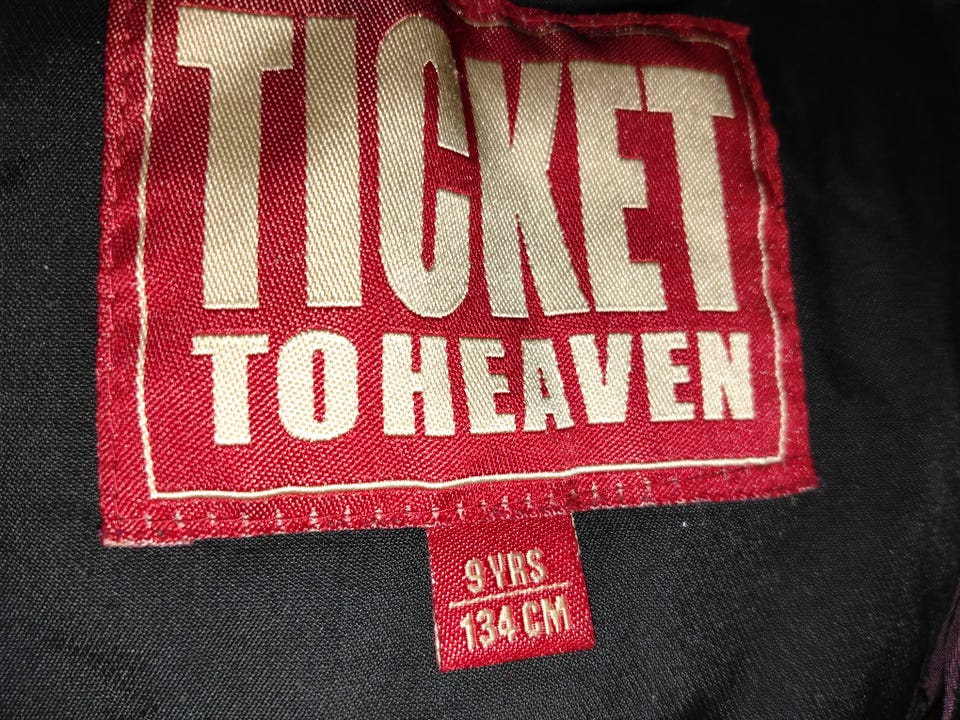 TICKET
TO HEAVEN
9 YRS
134 CM